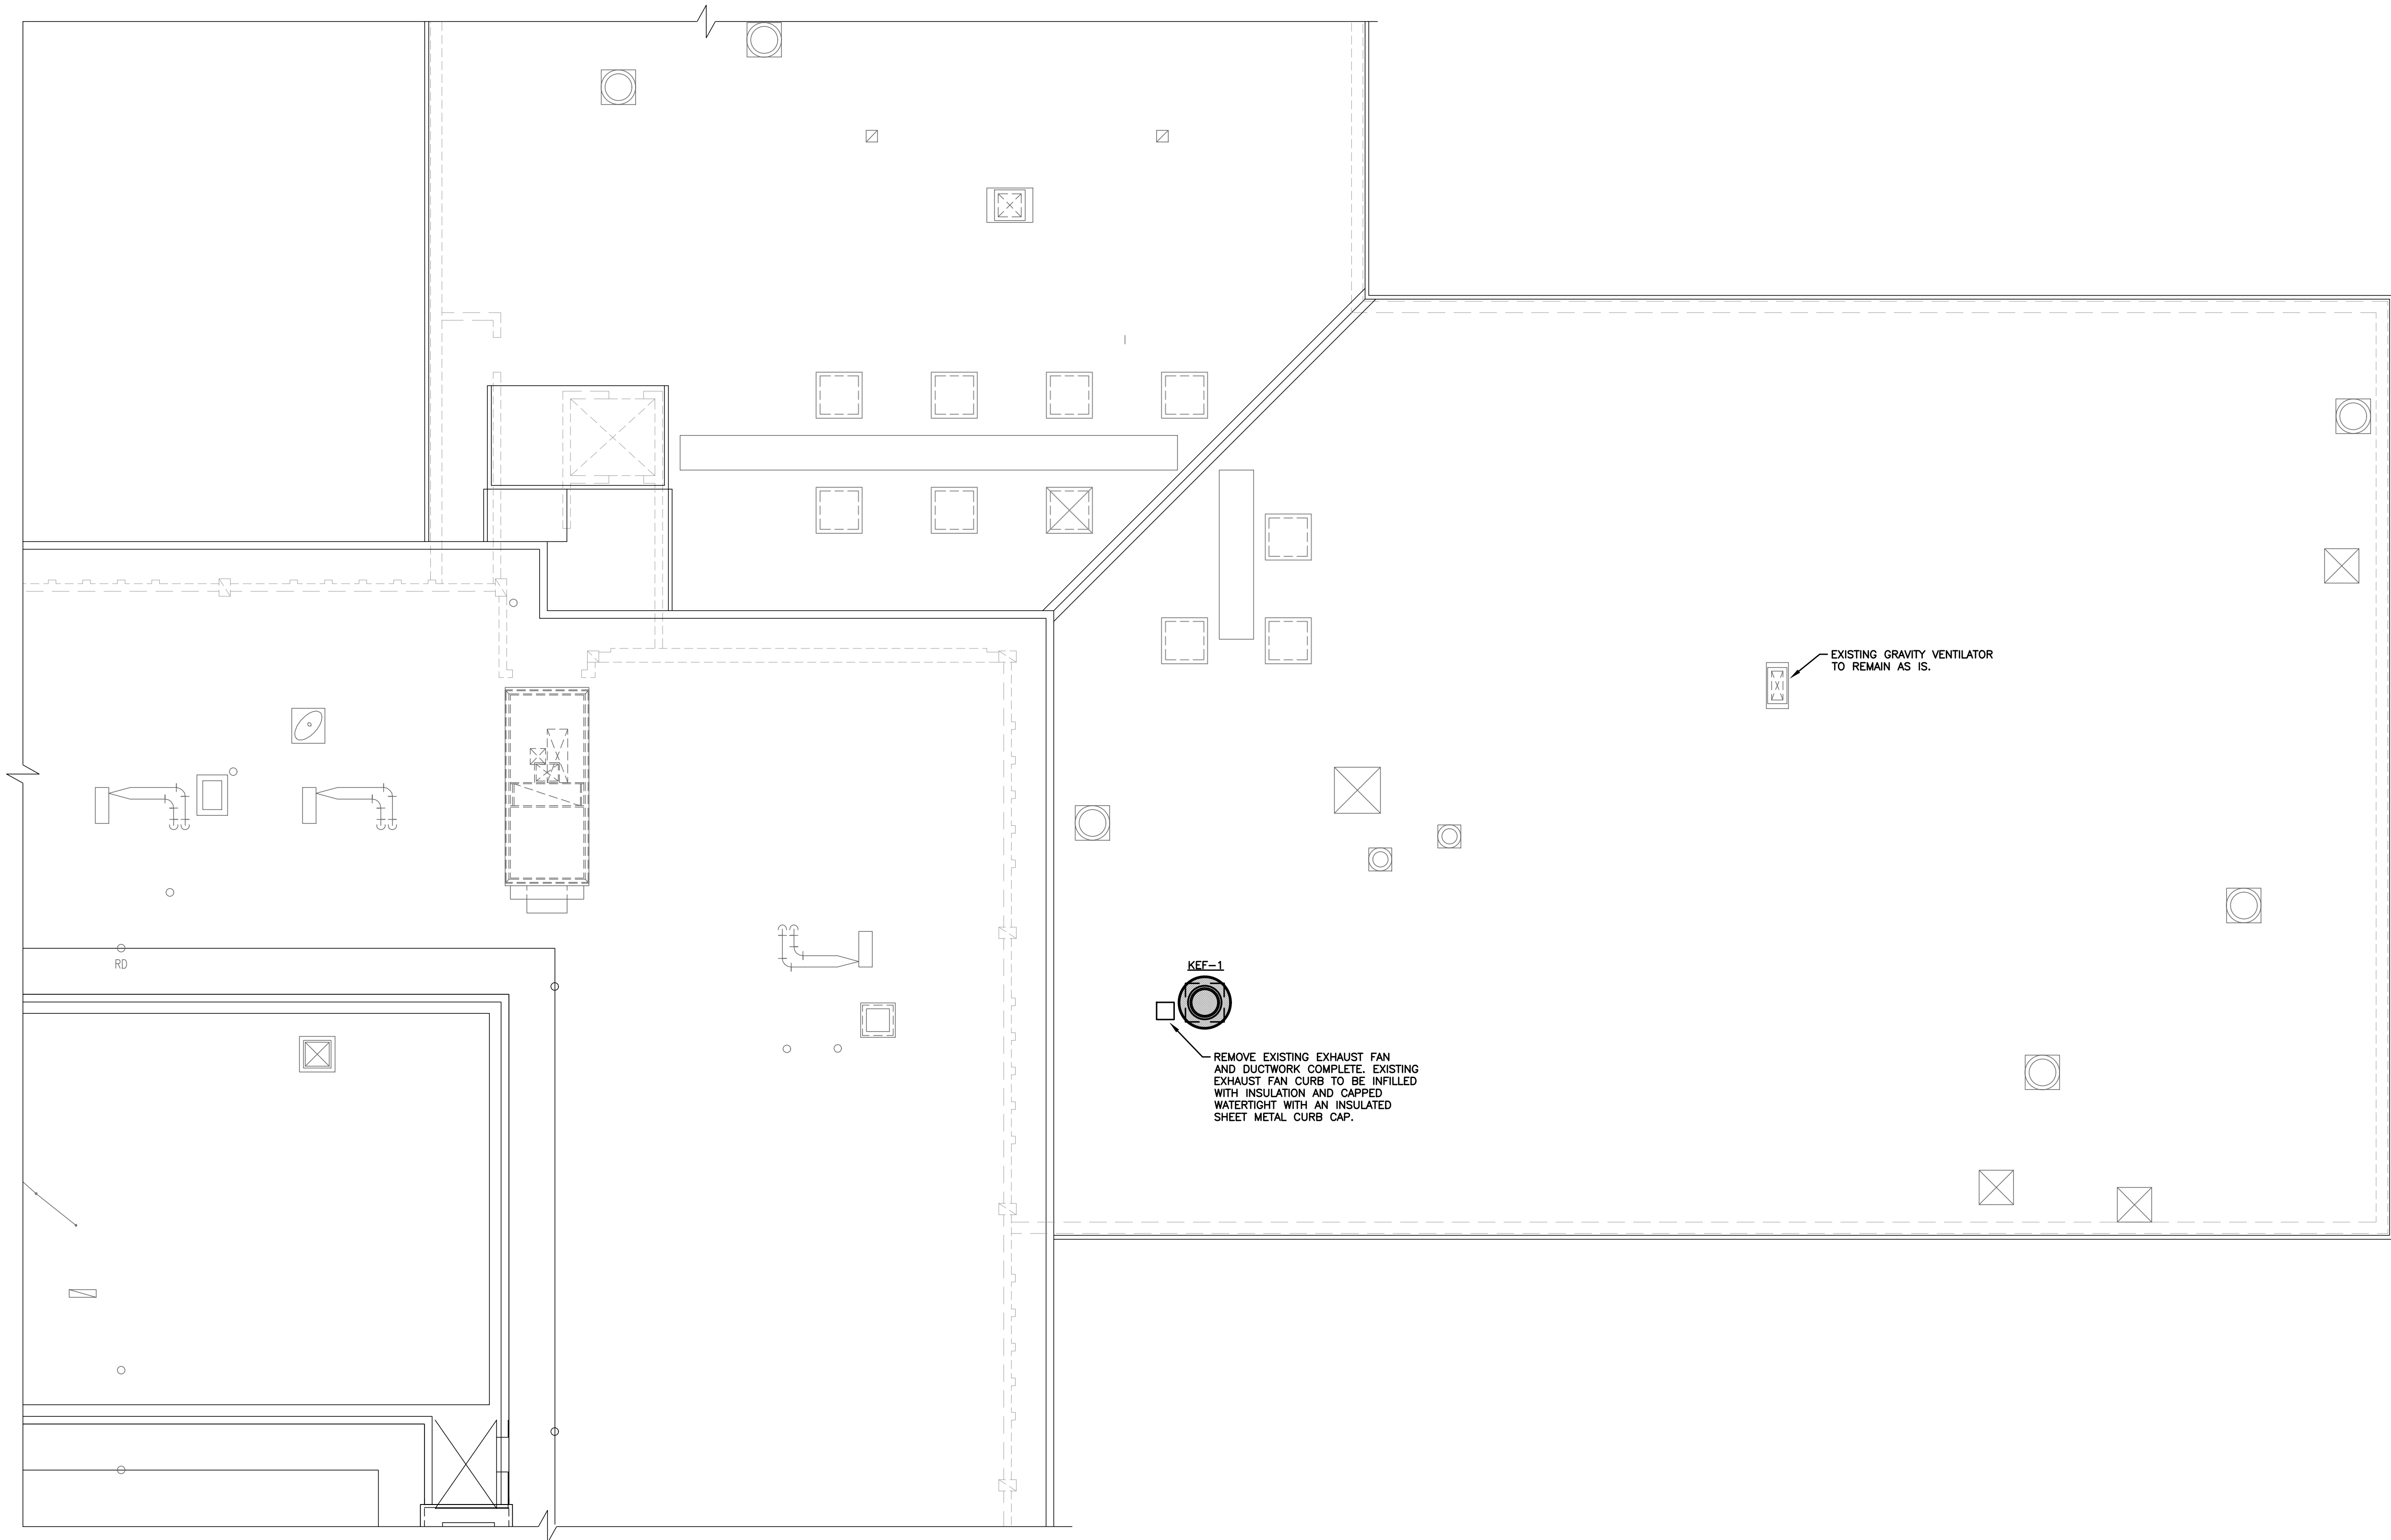 EXISTING GRAVITY VENTILATOR
TO REMAIN AS IS.
RD
KEF-1
REMOVE EXISTING EXHAUST FAN
AND DUCTWORK COMPLETE. EXISTING
EXHAUST FAN CURB TO BE INFILLED
WITH INSULATION AND CAPPED
WATERTIGHT WITH AN INSULATED
SHEET METAL CURB CAP.